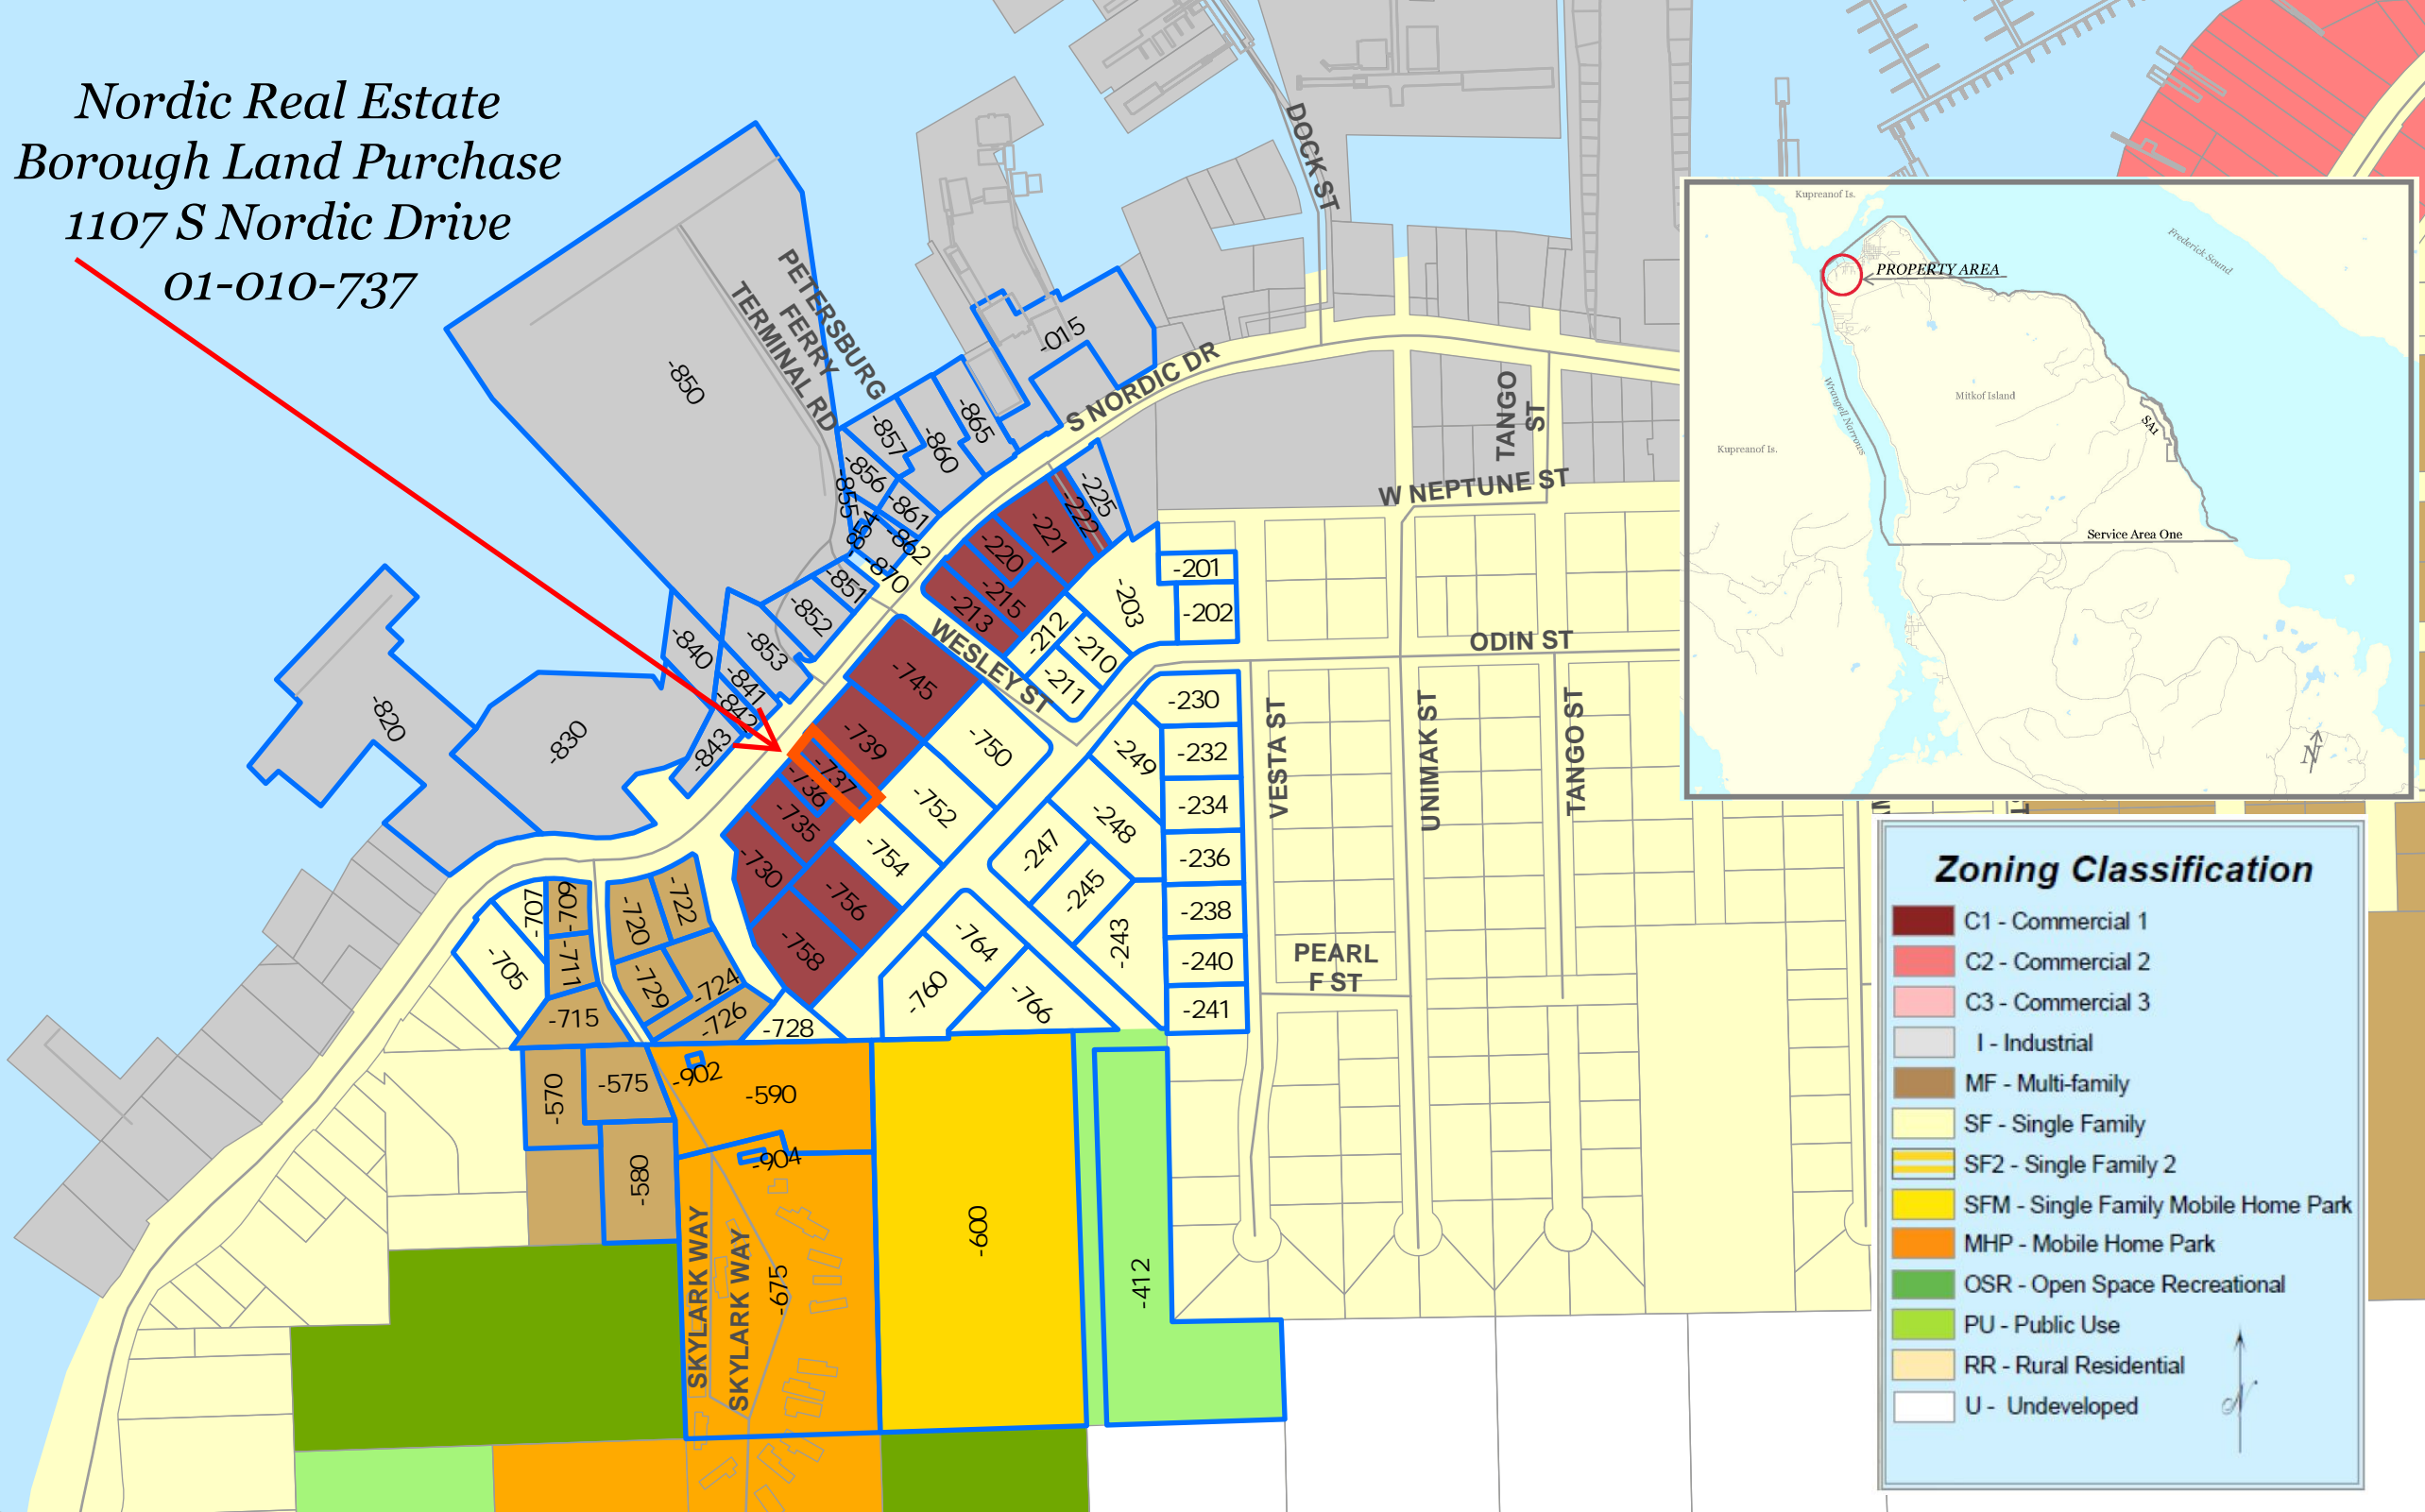 Nordic Real Estate
Borough Land Purchase
1107 S Nordic Drive
01-010-737
PETERSBURG
FERRY
TERMINAL RD
DOCK ST
S NORDIC DR
TANGO
ST
W NEPTUNE ST
ODIN ST
WESLEY ST
VESTA ST
UNIMAK ST
TANGO ST
PEARL
F ST
SKYLARK WAY
SKYLARK WAY
-850
-015
-865
-860
-857
-856
-855
-854
-861
-862
-870
-851
-852
-853
-840
-841
-842
-843
-820
-830
-225
-222
-221
-220
-215
-213
-212
-210
-211
-203
-201
-202
-745
-739
-737
-736
-735
-730
-756
-758
-750
-752
-754
-230
-232
-234
-236
-238
-240
-241
-249
-248
-247
-245
-243
-764
-760
-766
-707
-709
-711
-705
-715
-720
-722
-729
-724
-726
-728
-570
-575
-580
-902
-590
-904
-675
-600
-412
Kupreanof Is.
Frederick Sound
PROPERTY AREA
Wrangell Narrows
Mitkof Island
Kupreanof Is.
SA1
Service Area One
N
Zoning Classification
C1 - Commercial 1
C2 - Commercial 2
C3 - Commercial 3
I - Industrial
MF - Multi-family
SF - Single Family
SF2 - Single Family 2
SFM - Single Family Mobile Home Park
MHP - Mobile Home Park
OSR - Open Space Recreational
PU - Public Use
RR - Rural Residential
U - Undeveloped
N